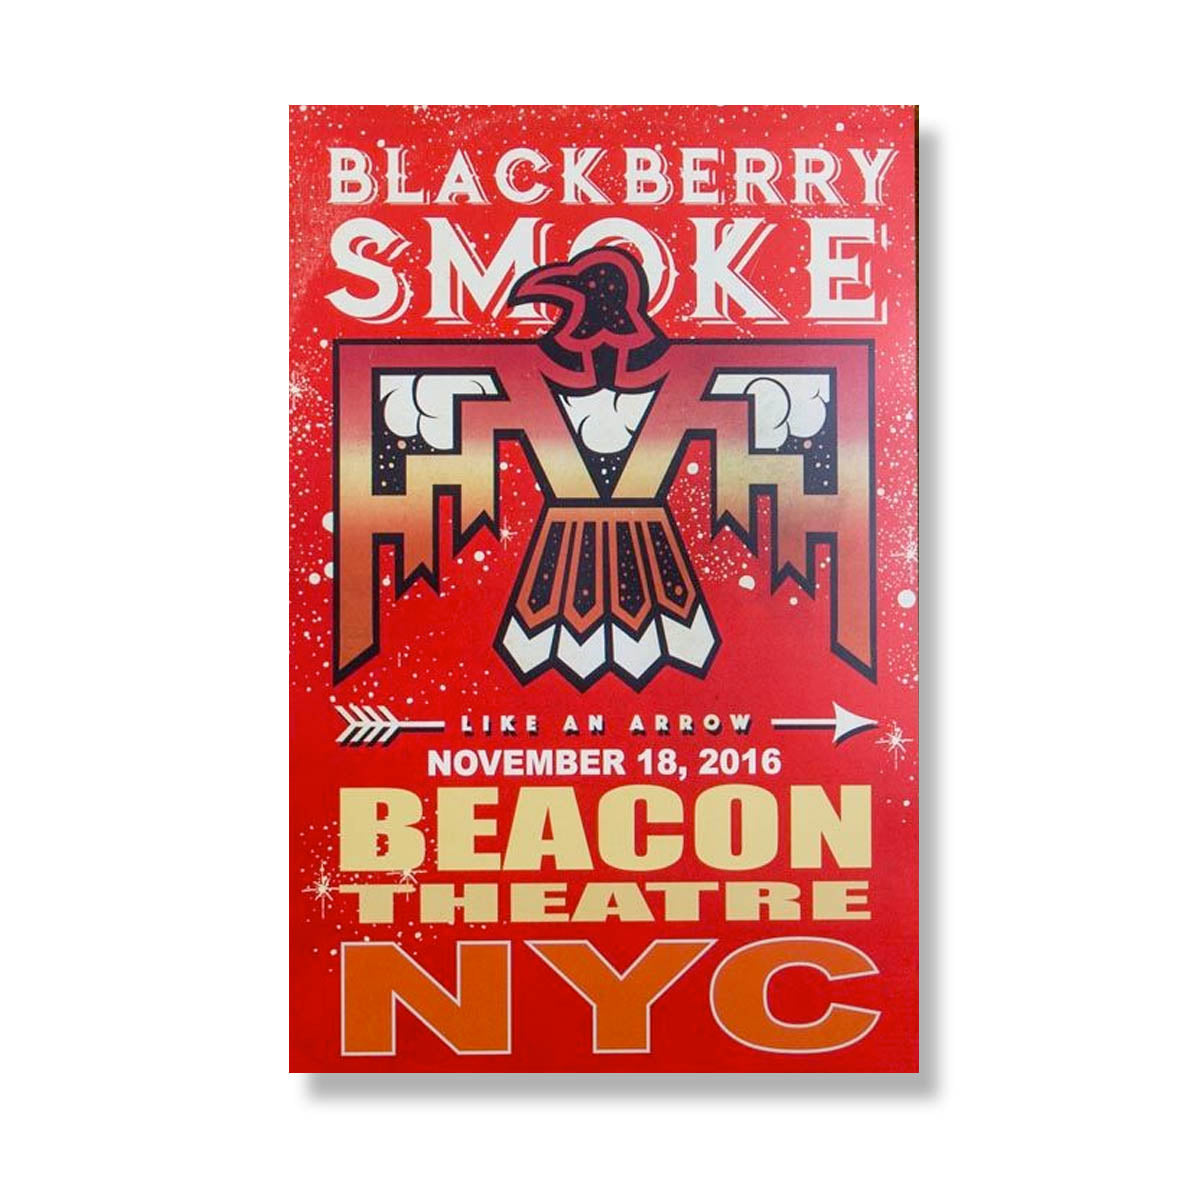 BLACKBERRY
SMOKE
LIKE AN ARROW
NOVEMBER 18, 2016
BEACON
THEATRE
NYC